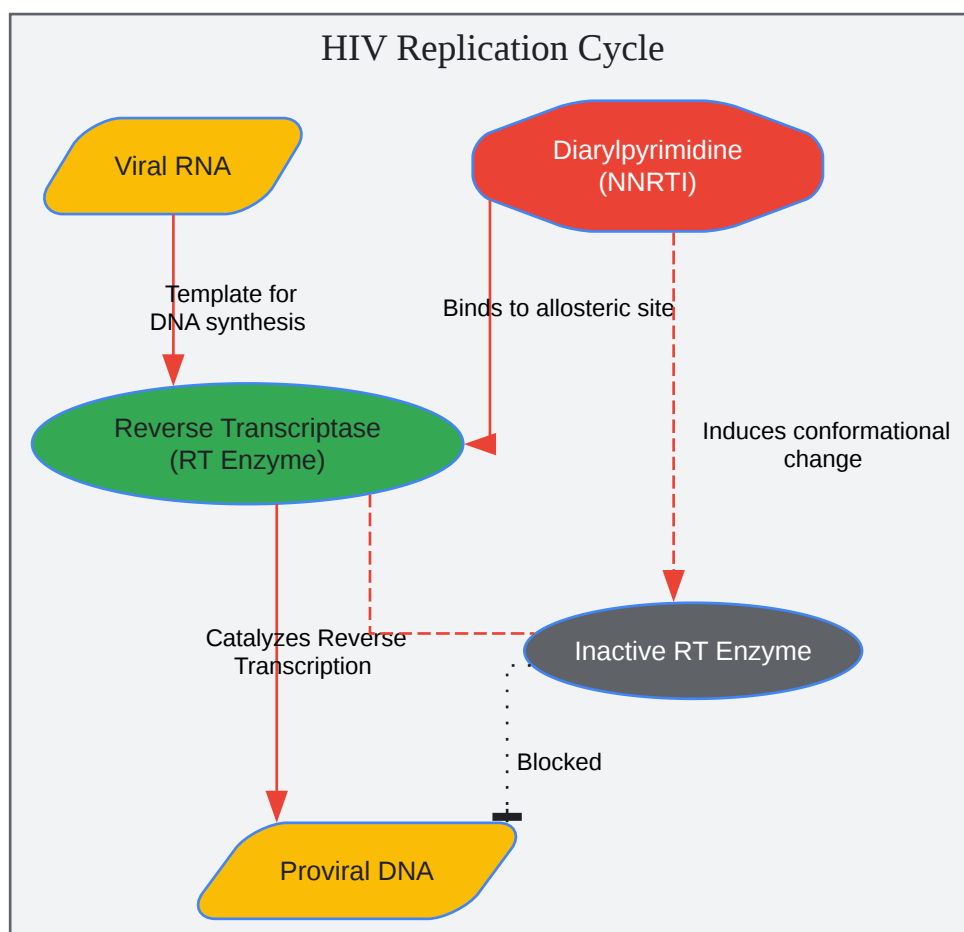 HIV Replication Cycle
Viral RNA
Diarylpyrimidine
(NNRTI)
Template for
DNA synthesis
Binds to allosteric site
Reverse Transcriptase
(RT Enzyme)
Induces conformational
change
Catalyzes Reverse
Transcription
Inactive RT Enzyme
Blocked
Proviral DNA